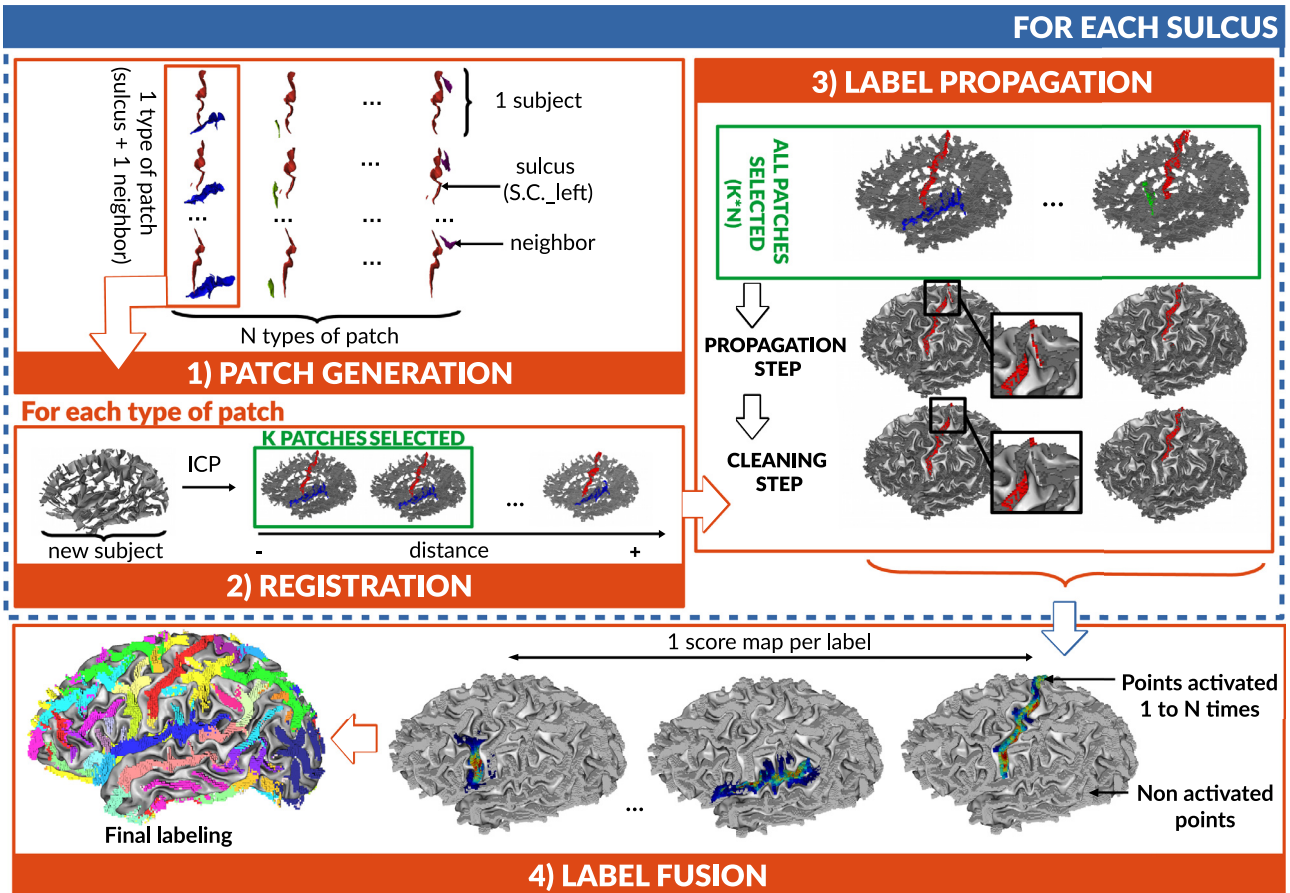 FOR EACH SULCUS
1 type of patch
(sulcus + 1 neighbor)
...
1 subject
...
sulcus
(S.C._left)
...
...
...
...
neighbor
...
N types of patch
1) PATCH GENERATION
For each type of patch
new subject
ICP
K PATCHES SELECTED
...
-
distance
+
2) REGISTRATION
3) LABEL PROPAGATION
ALL PATCHES
SELECTED
(K*N)
...
PROPAGATION
STEP
CLEANING
STEP
1 score map per label
Points activated
1 to N times
...
Non activated
points
Final labeling
4) LABEL FUSION